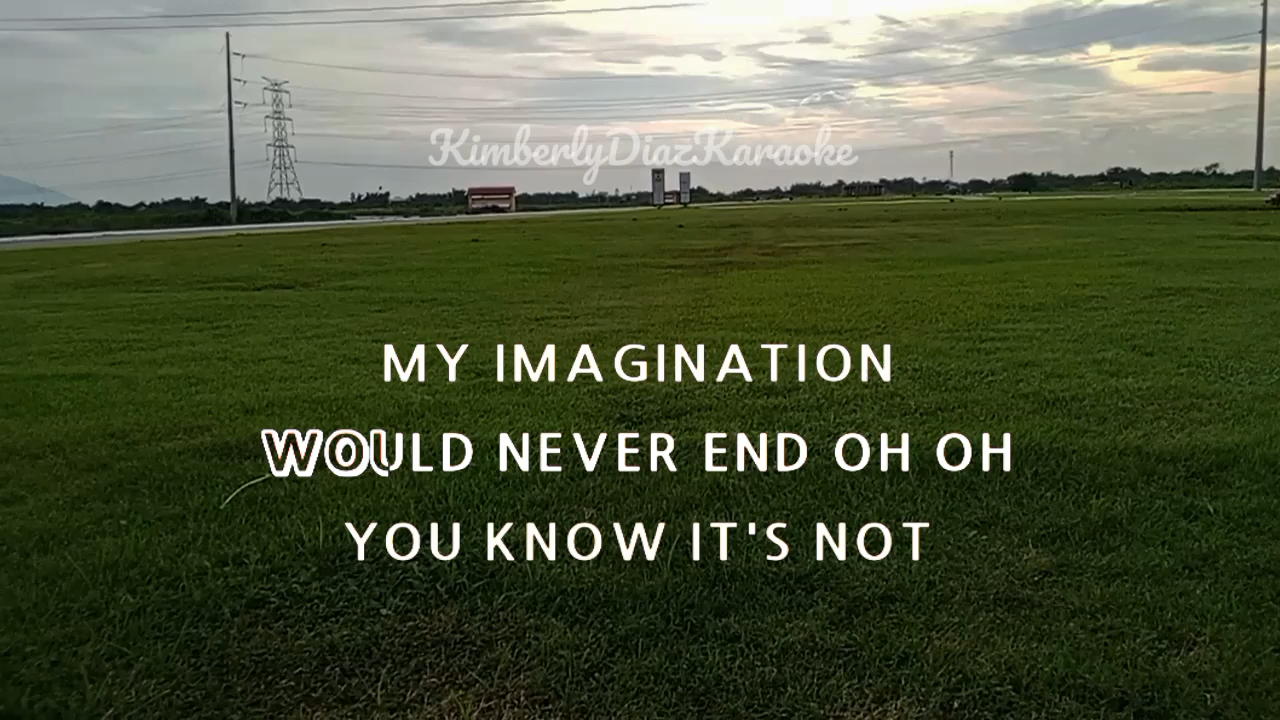 KimberlyDiazKaraoke
MY IMAGINATION
WOULD NEVER END OH OH
YOU KNOW IT'S NOT